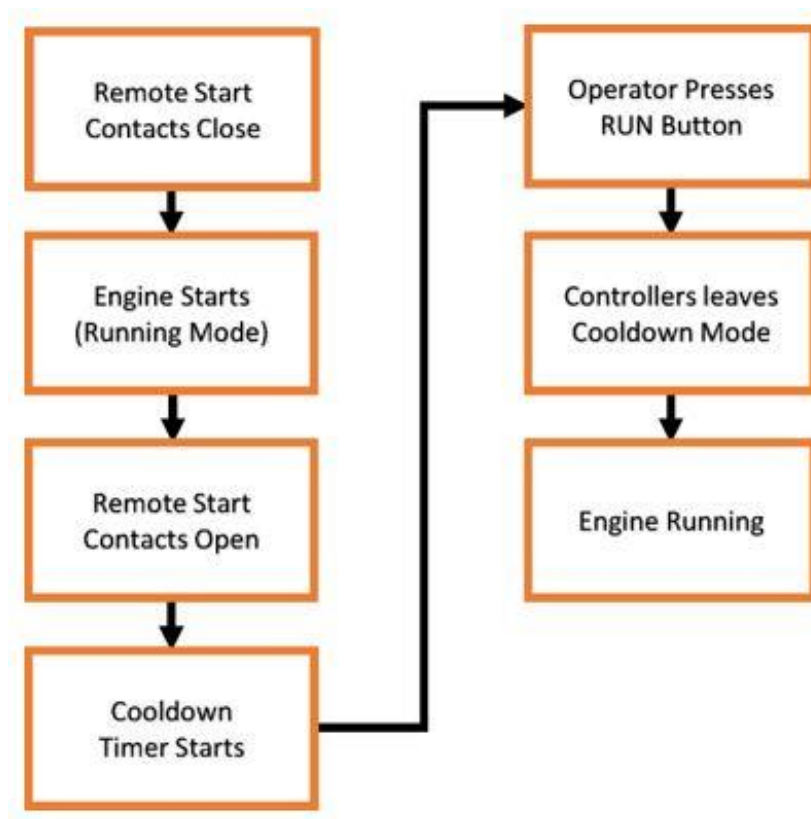 Remote Start
Contacts Close
Engine Starts
(Running Mode)
Remote Start
Contacts Open
Cooldown
Timer Starts
Operator Presses
RUN Button
Controllers leaves
Cooldown Mode
Engine Running